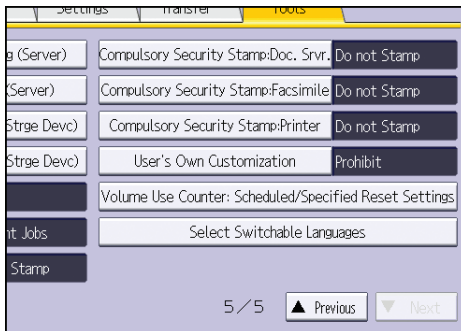 Settings Transfer Tools
g (Server) Compulsory Security Stamp:Doc. Srvr. Do not Stamp
(Server) Compulsory Security Stamp:Facsimile Do not Stamp
Strge Devc) Compulsory Security Stamp:Printer Do not Stamp
Strge Devc) User's Own Customization Prohibit
Volume Use Counter: Scheduled/Specified Reset Settings
nt Jobs Select Switchable Languages
Stamp
5/5 ▲ Previous ▼ Next